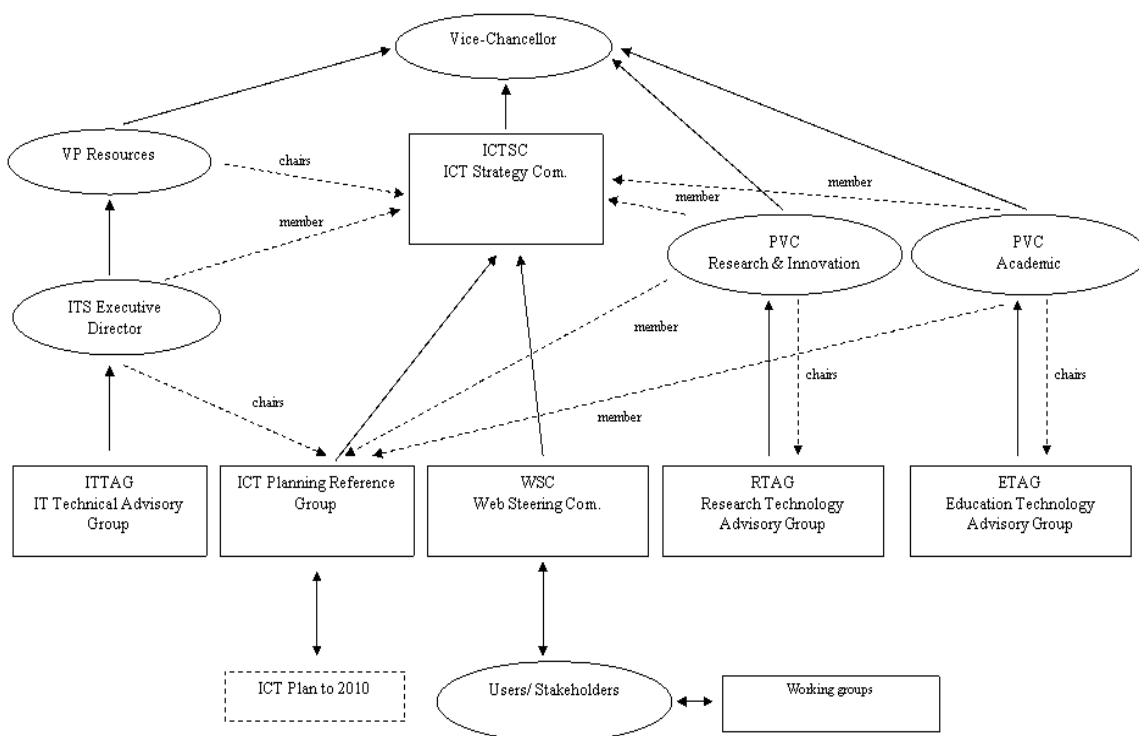 Vice-Chancellor
VP Resources
chairs
ICTSC
ICT Strategy Com.
member
member
member
PVC
Research & Innovation
PVC
Academic
ITS Executive
Director
member
chairs
chairs
chairs
member
ITTAG
IT Technical Advisory
Group
ICT Planning Reference
Group
WSC
Web Steering Com.
RTAG
Research Technology
Advisory Group
ETAG
Education Technology
Advisory Group
ICT Plan to 2010
Users/ Stakeholders
Working groups